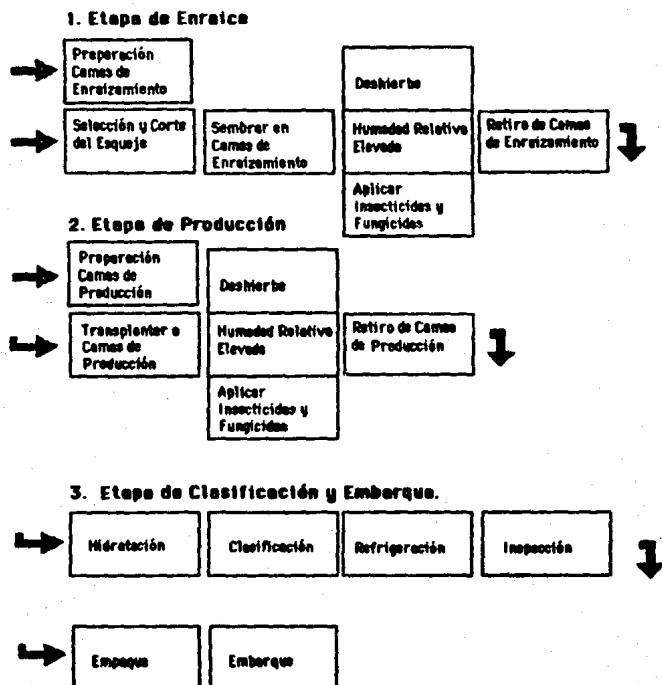 1. Etapa de Enraice
Preparación
Camas de
Enraizamiento
Selección y Corte
del Esqueje
Sembrar en
Camas de
Enraizamiento
Deshierbe
Humedad Relativa
Elevada
Aplicar
Insecticidas y
Fungicidas
Retiro de Camas
de Enraizamiento
2. Etapa de Producción
Preparación
Camas de
Producción
Transplantar a
Camas de
Producción
Deshierbe
Humedad Relativa
Elevada
Aplicar
Insecticidas y
Fungicidas
Retiro de Camas
de Producción
3. Etapa de Clasificación y Embarque.
Hidratación
Clasificación
Refrigeración
Inspección
Empaque
Embarque